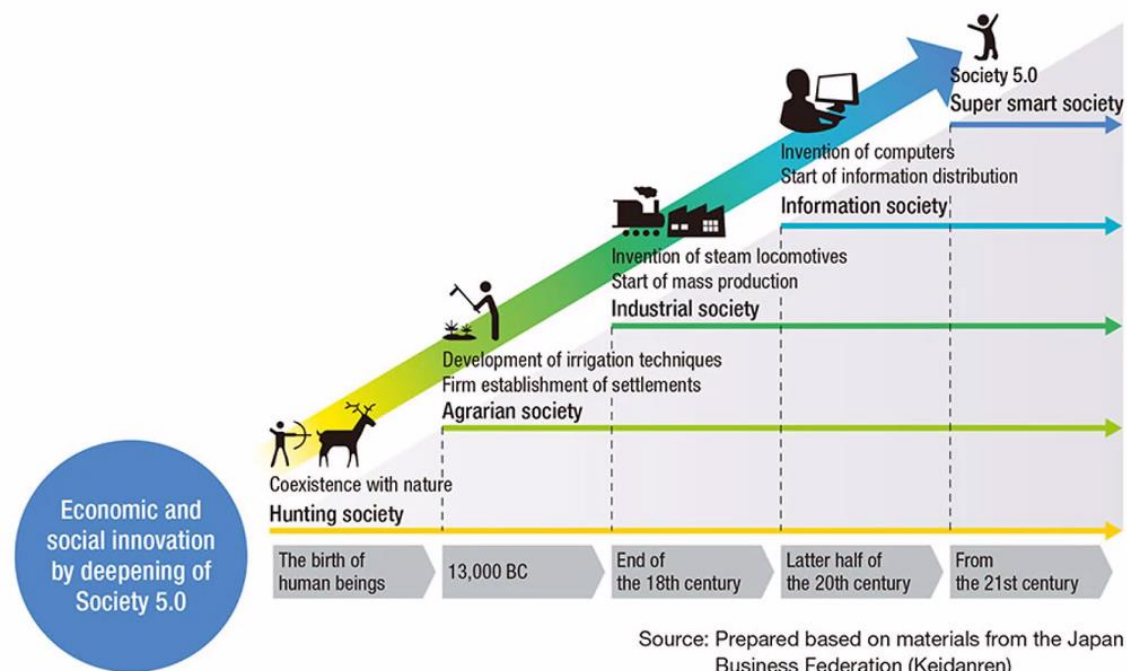 Society 5.0
Super smart society
Invention of computers
Start of information distribution
Information society
Invention of steam locomotives
Start of mass production
Industrial society
Development of irrigation techniques
Firm establishment of settlements
Agrarian society
Coexistence with nature
Hunting society
Economic and
social innovation
by deepening of
Society 5.0
The birth of
human beings
13,000 BC
End of
the 18th century
Latter half of
the 20th century
From
the 21st century
Source: Prepared based on materials from the Japan
Business Federation (Keidanren)